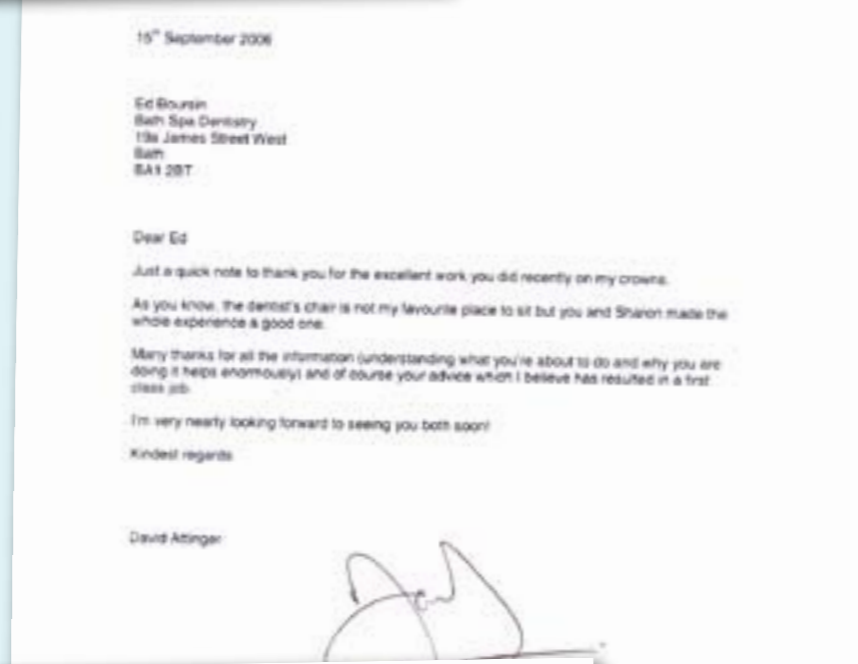 15th September 2006
Ed Boursin
Bath Spa Dentistry
19a James Street West
Bath
BA1 2BT
Dear Ed
Just a quick note to thank you for the excellent work you did recently on my crowns.
As you know, the dentist's chair is not my favourite place to sit but you and Sharon made the
whole experience a good one.
Many thanks for all the information (understanding what you're about to do and why you are
doing it helps enormously) and of course your advice which I believe has resulted in a first
class job.
I'm very nearly looking forward to seeing you both soon!
Kindest regards
David Attinger
David